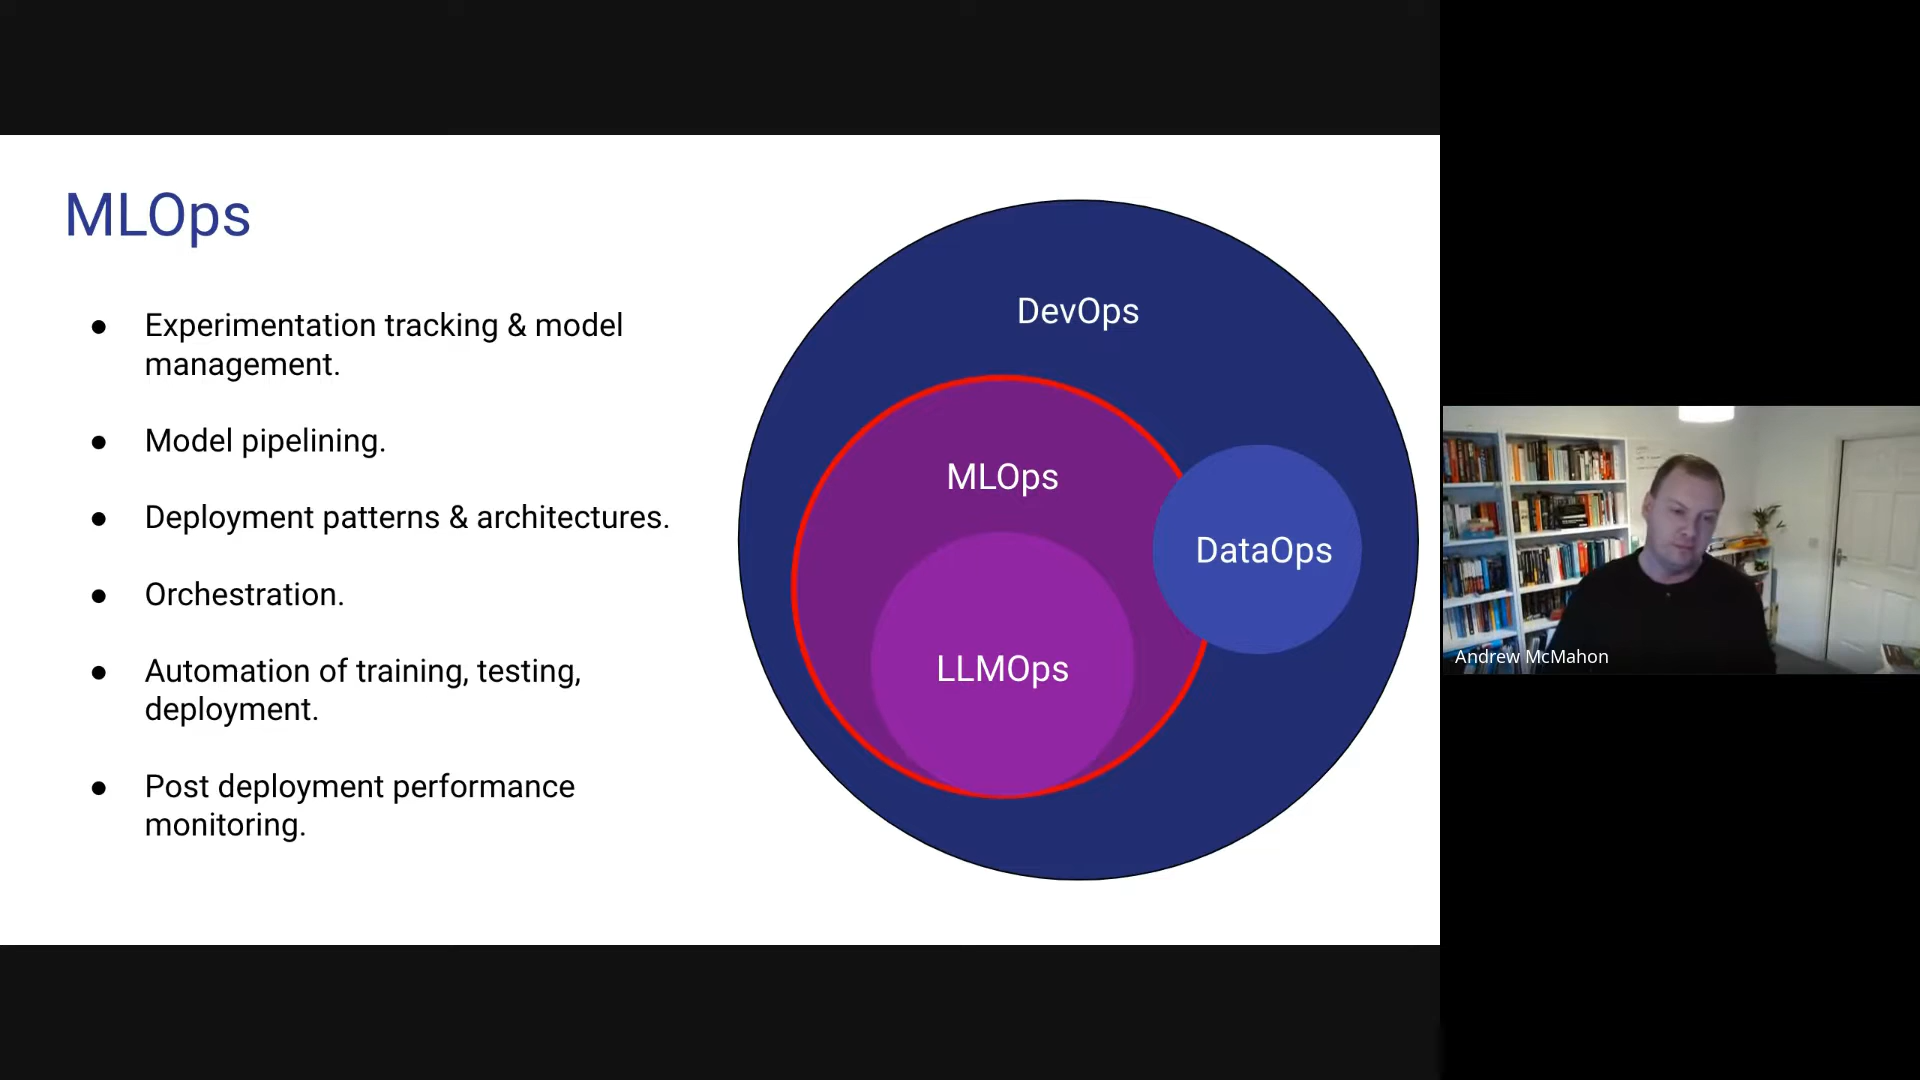 MLOps
● Experimentation tracking & model
management.
● Model pipelining.
● Deployment patterns & architectures.
● Orchestration.
● Automation of training, testing,
deployment.
● Post deployment performance
monitoring.
DevOps
MLOps
DataOps
LLMOps
Andrew McMahon